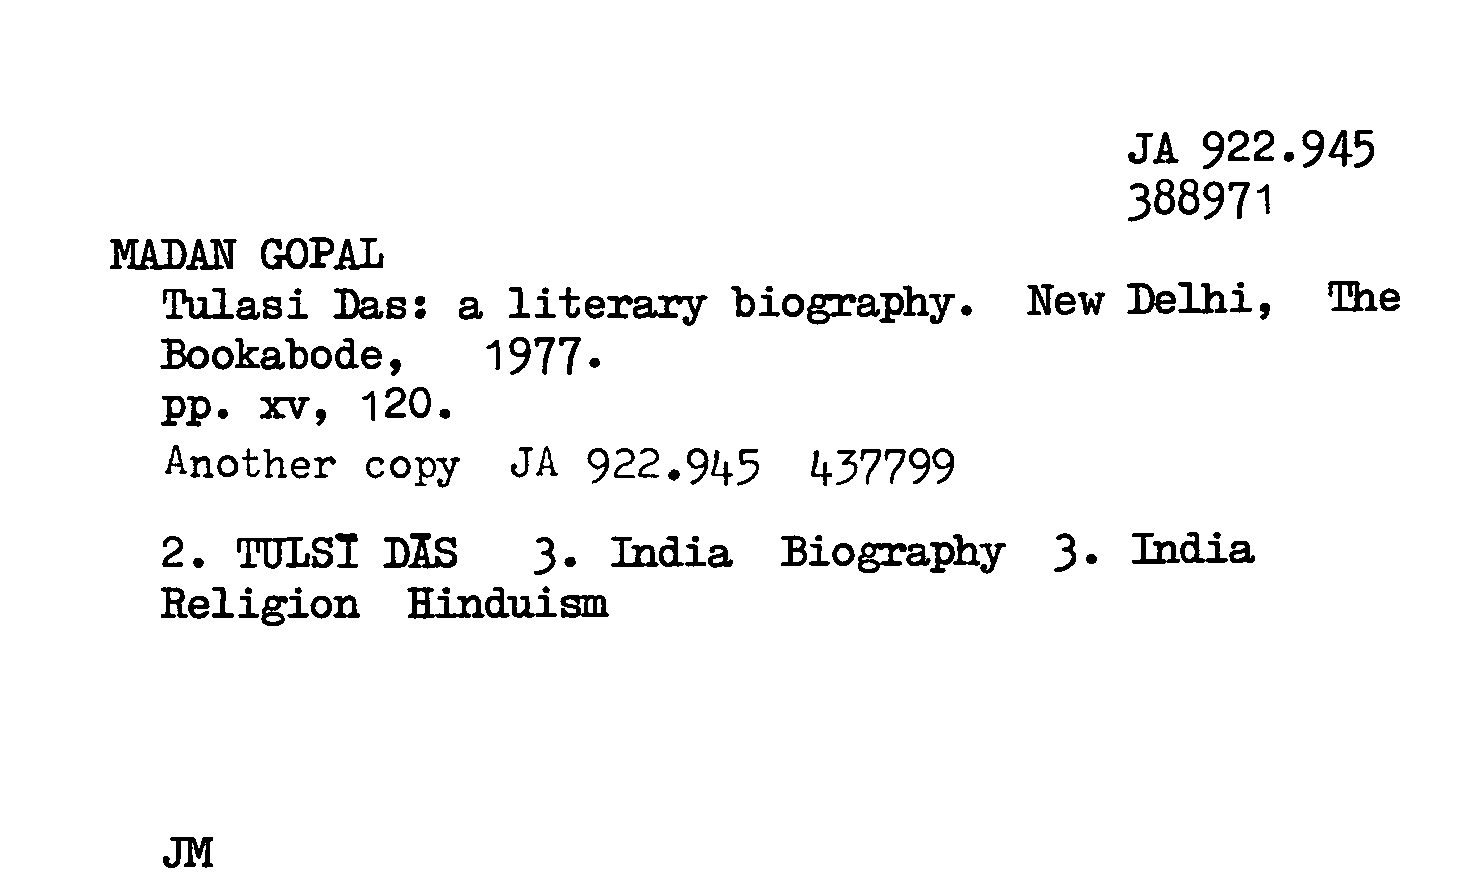 JA 922.945
388971
MADAN GOPAL
Tulasi Das: a literary biography. New Delhi, The
Bookabode, 1977.
pp. xv, 120.
Another copy JA 922.945 437799
2. TULSĪ DĀS 3. India Biography 3. India
Religion Hinduism
JM